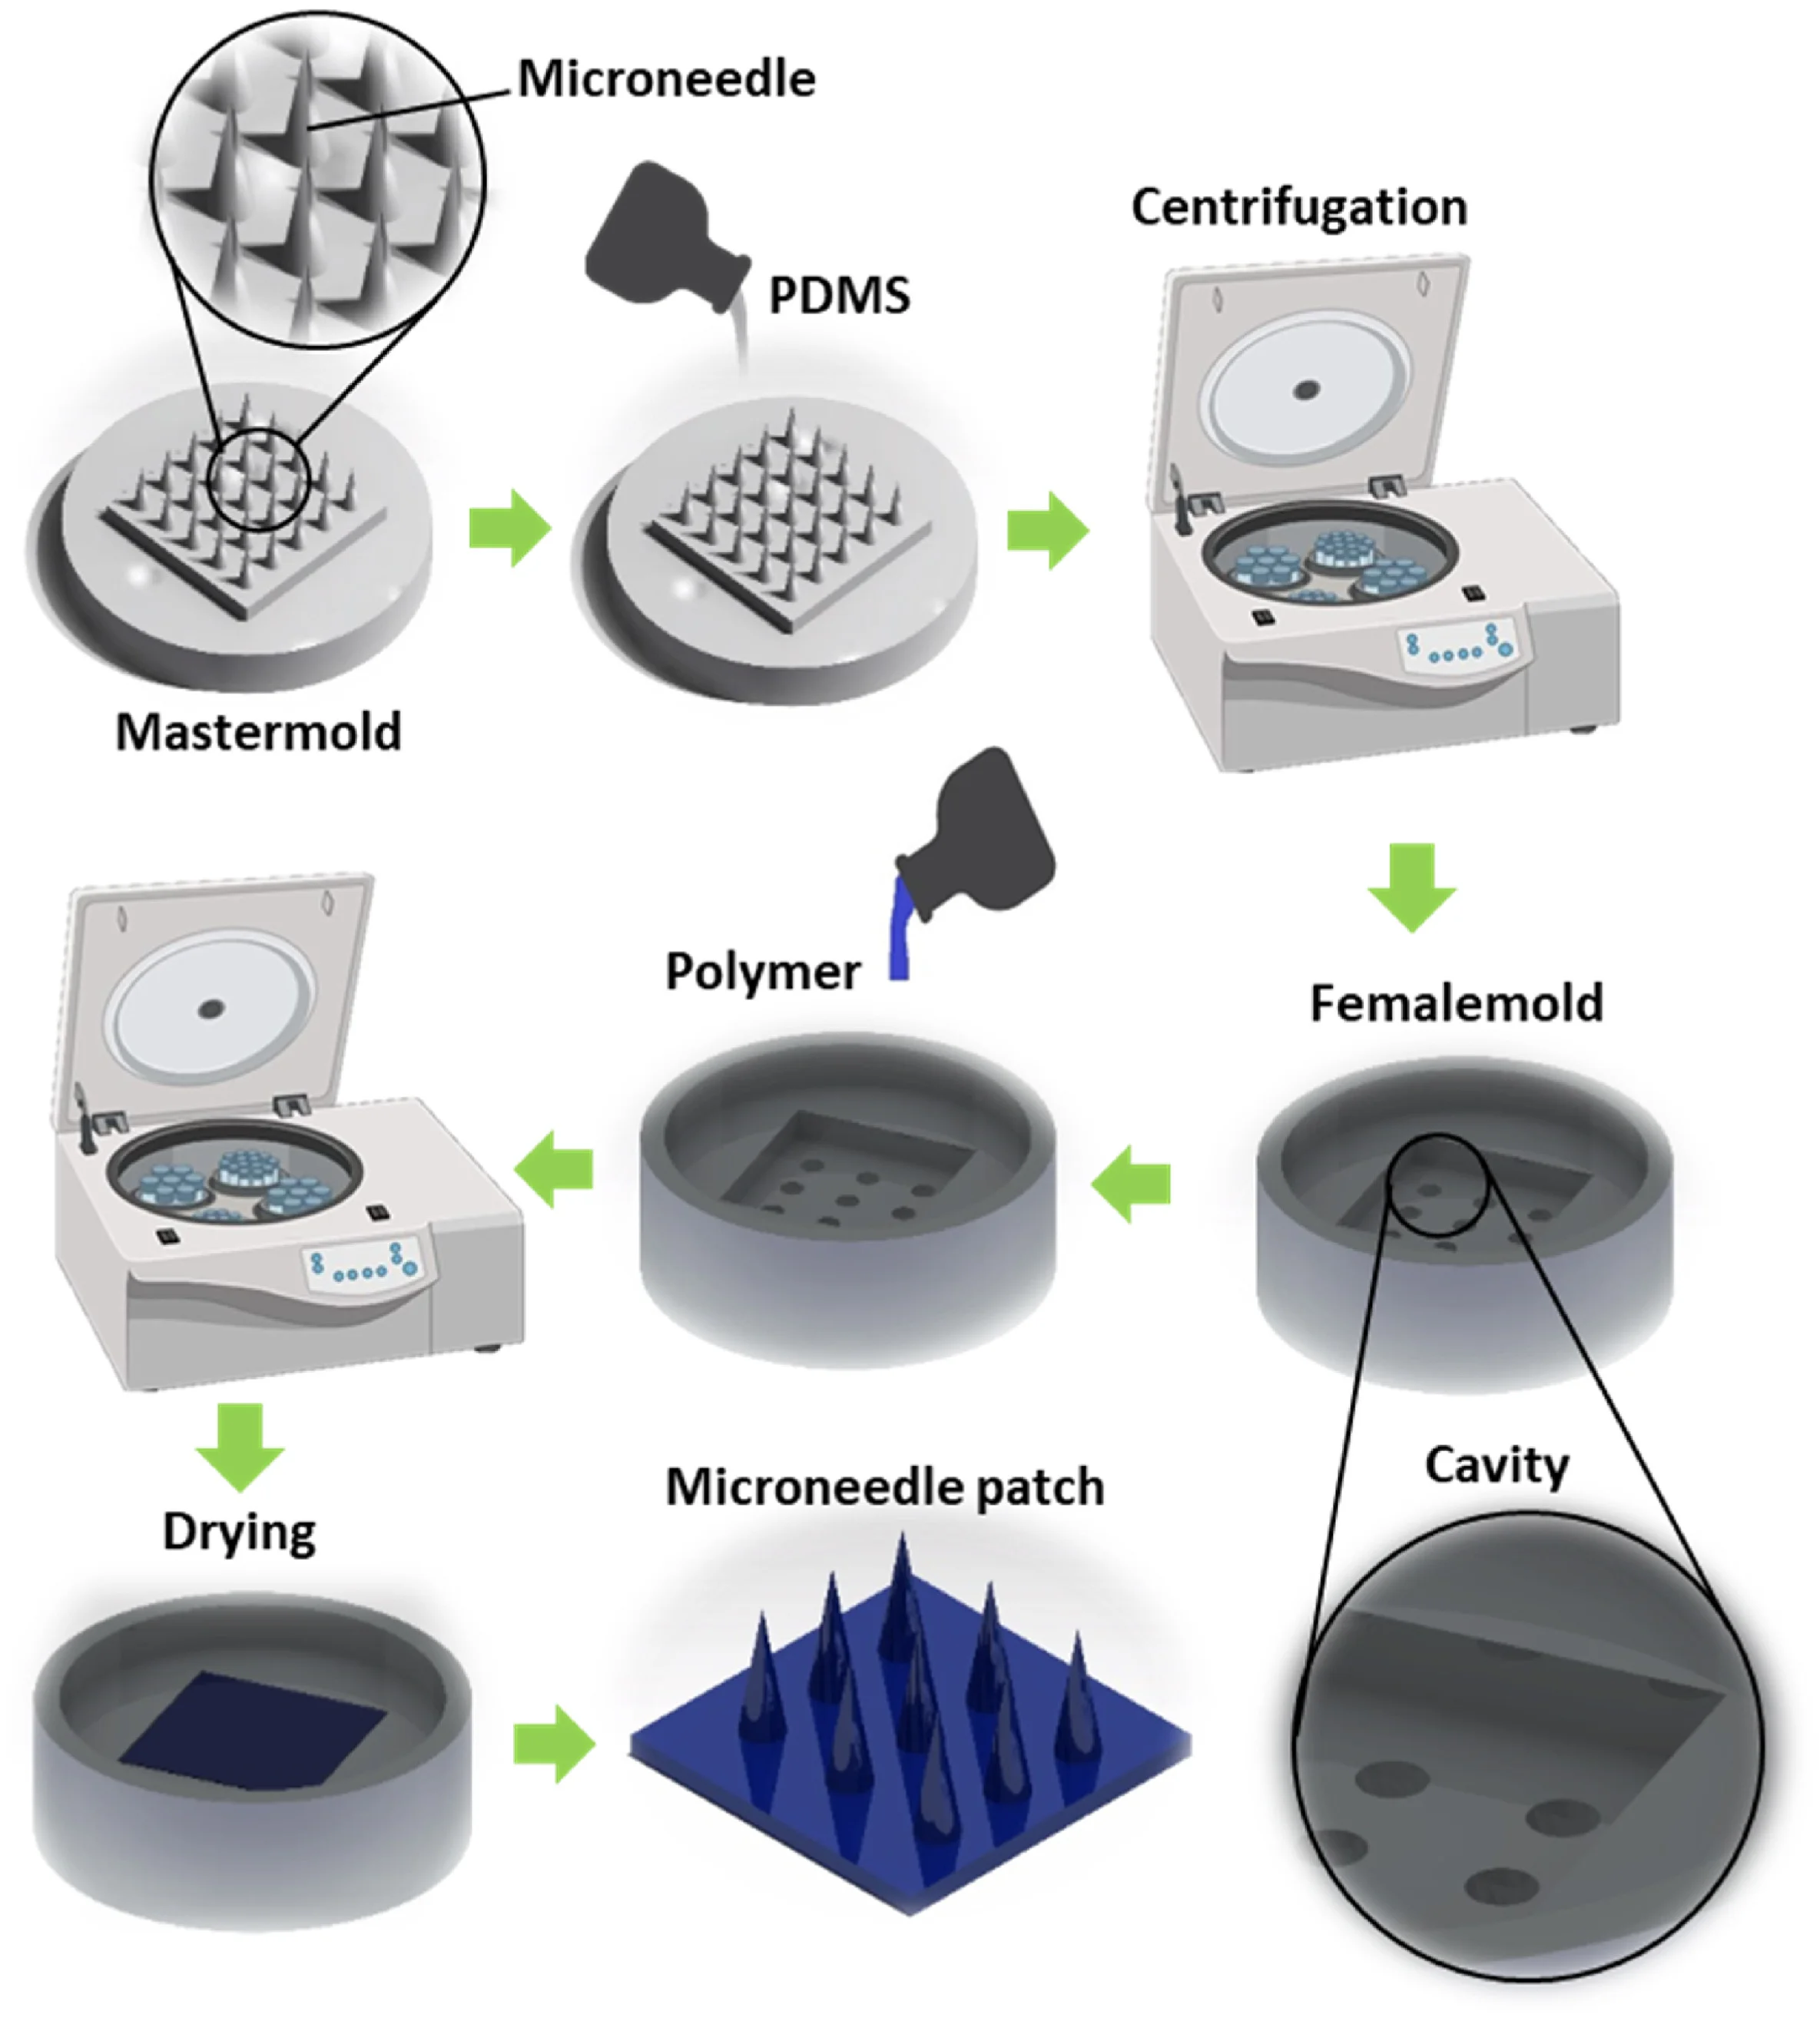 Microneedle
PDMS
Centrifugation
Mastermold
Polymer
Femalemold
Cavity
Drying
Microneedle patch